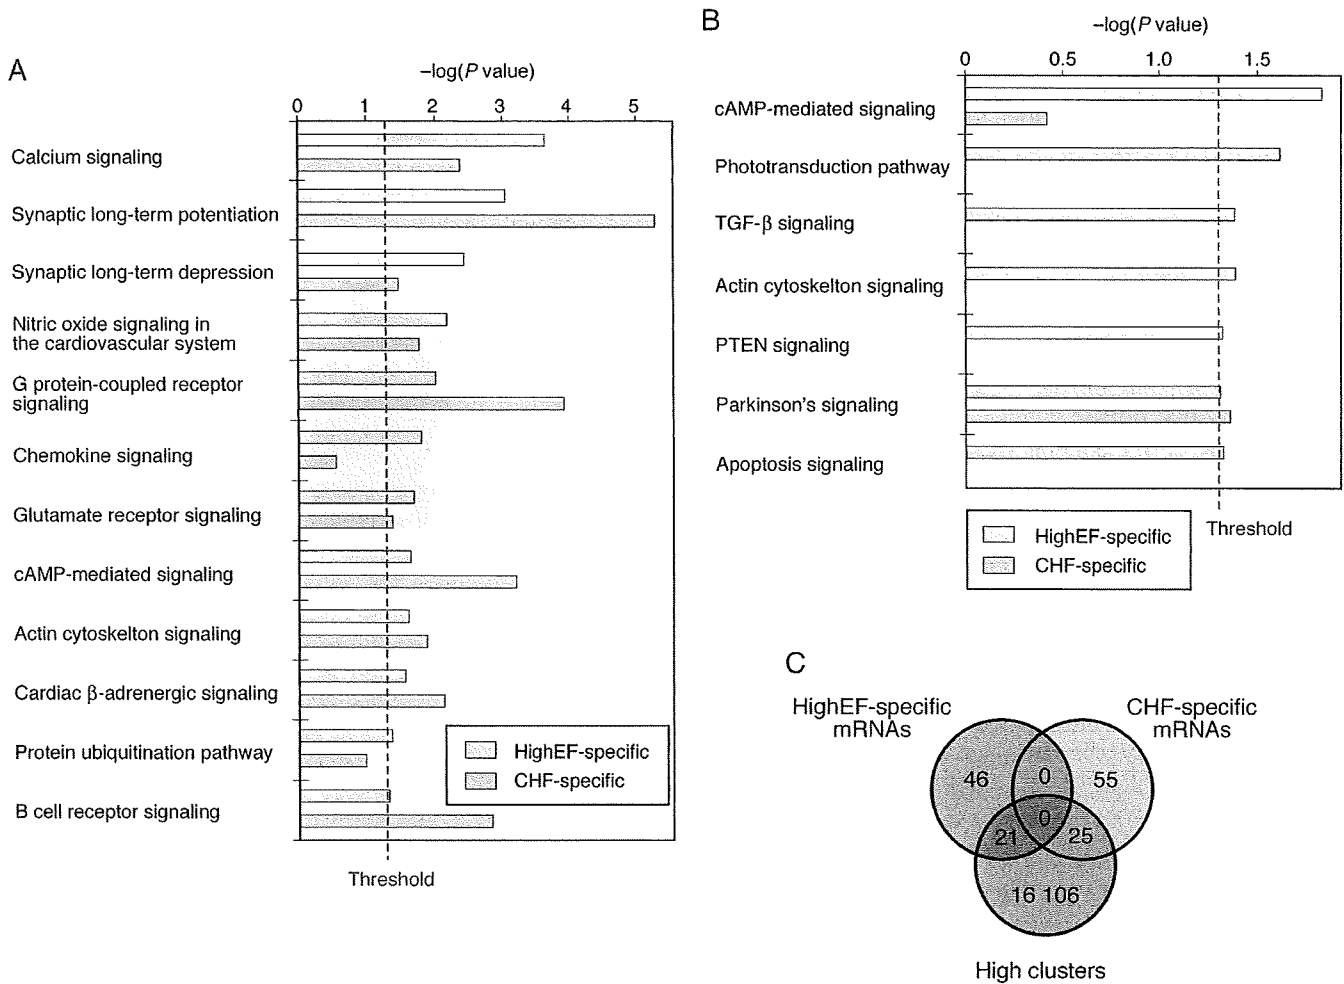 A
–log(P value)
0 1 2 3 4 5
Calcium signaling
Synaptic long-term potentiation
Synaptic long-term depression
Nitric oxide signaling in
the cardiovascular system
G protein-coupled receptor
signaling
Chemokine signaling
Glutamate receptor signaling
cAMP-mediated signaling
Actin cytoskelton signaling
Cardiac β-adrenergic signaling
Protein ubiquitination pathway
B cell receptor signaling
HighEF-specific
CHF-specific
Threshold
B
–log(P value)
0 0.5 1.0 1.5
cAMP-mediated signaling
Phototransduction pathway
TGF-β signaling
Actin cytoskelton signaling
PTEN signaling
Parkinson's signaling
Apoptosis signaling
Threshold
HighEF-specific
CHF-specific
C
HighEF-specific
mRNAs
CHF-specific
mRNAs
46 0 55
0
21 25
16 106
High clusters